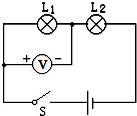 L₁ L₂
+ V -
S